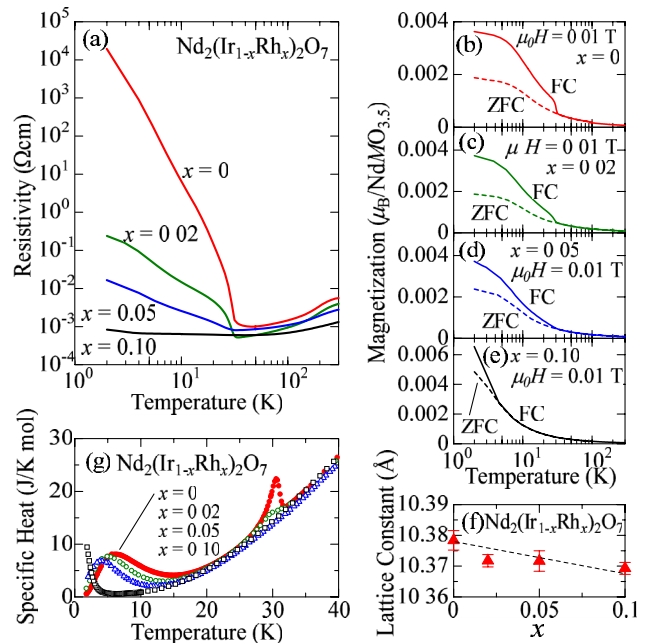 (a) Nd2(Ir1-xRhx)2O7
10^5
10^4
10^3
10^2
10^1
10^0
10^-1
10^-2
10^-3
10^-4
Resistivity (Ωcm)
x = 0
x = 0 02
x = 0.05
x = 0.10
10^0 10^1 10^2
Temperature (K)
Magnetization (μB/NdMO3.5)
(b) μ0H = 0 01 T
x = 0
0.004
0.002
0
FC
ZFC
(c) μ H = 0 01 T
x = 0 02
0.004
0.002
0
FC
ZFC
(d) x = 0 05
μ0H = 0.01 T
0.004
0.002
0
FC
ZFC
(e) x = 0.10
μ0H = 0.01 T
0.006
0.004
0.002
0
ZFC
FC
10^0 10^1 10^2
Temperature (K)
(g) Nd2(Ir1-xRhx)2O7
30
25
20
15
10
5
0
Specific Heat (J/K mol)
x = 0
x = 0 02
x = 0.05
x = 0 10
0 5 10 15 20 25 30 35 40
Temperature (K)
Lattice Constant (Å)
(f) Nd2(Ir1-xRhx)2O7
10.39
10.38
10.37
10.36
0 0.05 0.1
x